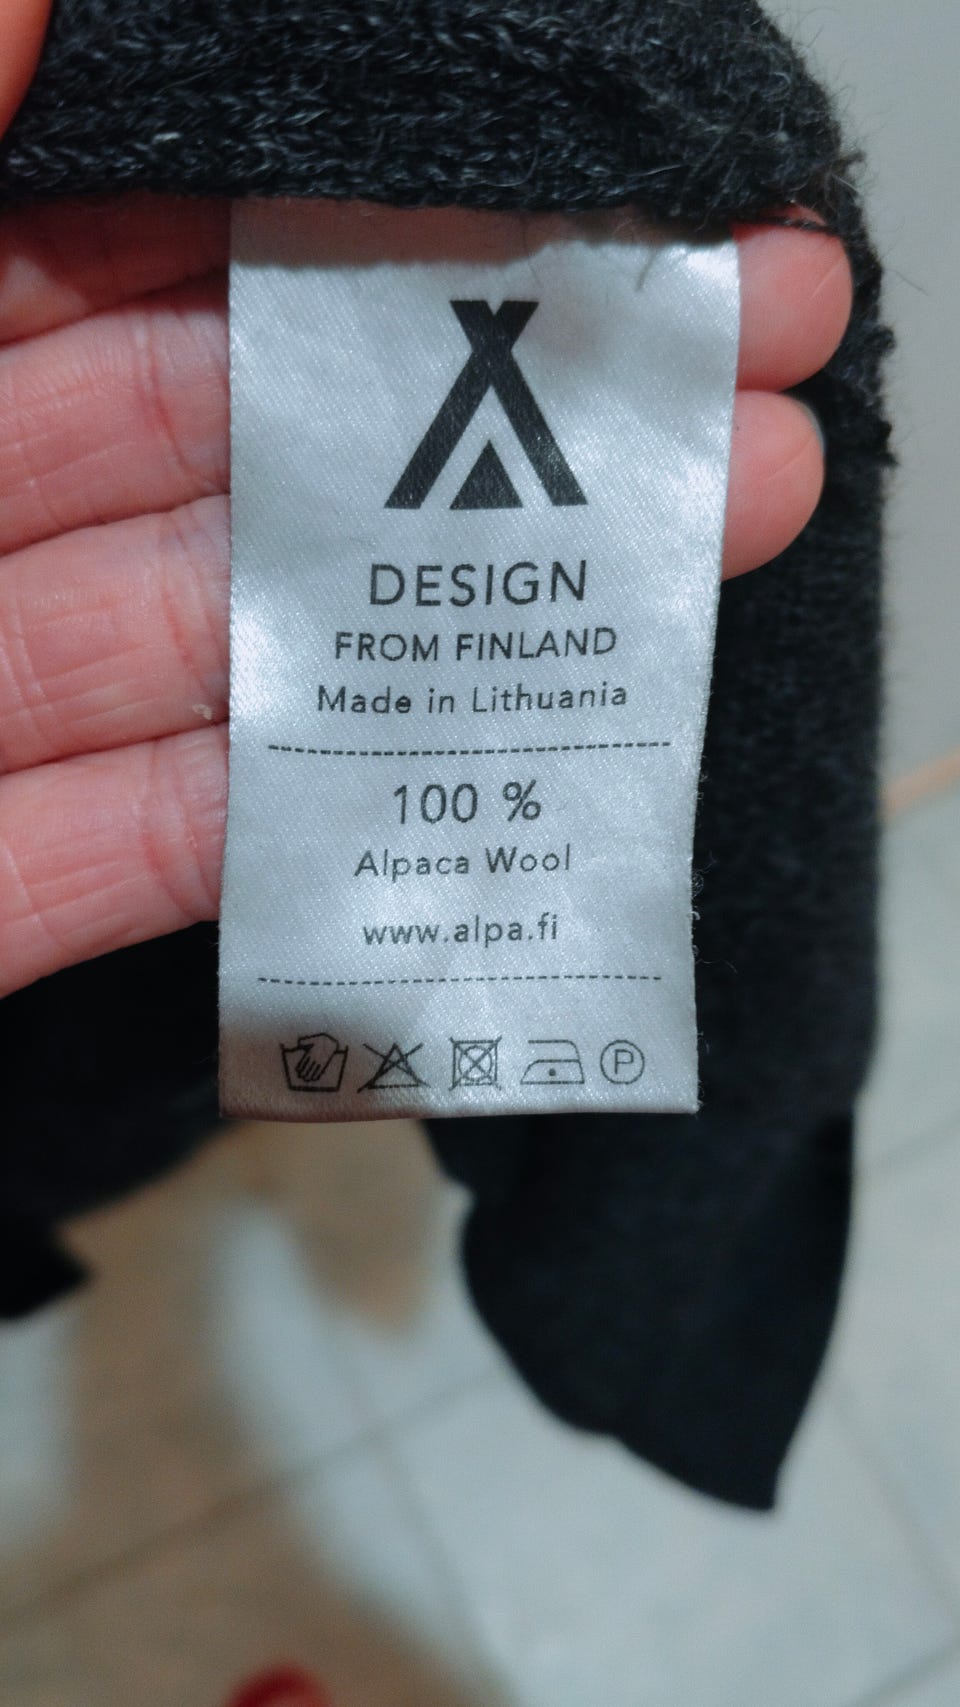 DESIGN
FROM FINLAND
Made in Lithuania
100 %
Alpaca Wool
www.alpa.fi
P